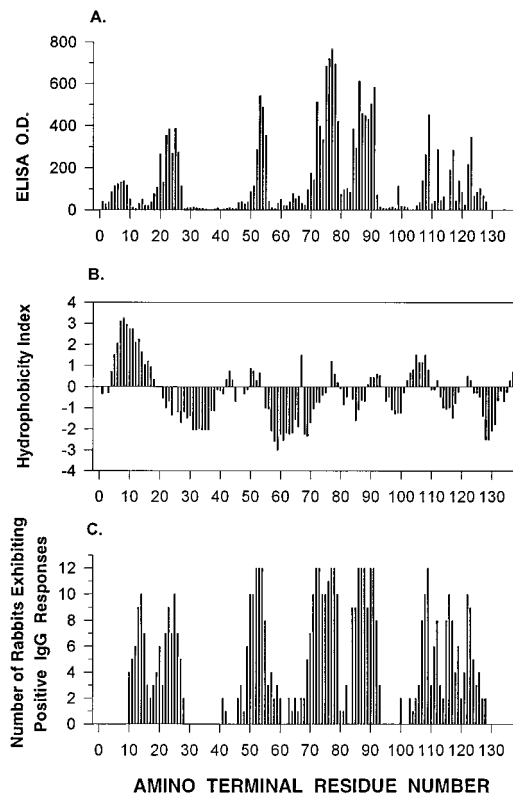 A.
800
600
400
200
0
ELISA O.D.
0 10 20 30 40 50 60 70 80 90 100 110 120 130
B.
4
3
2
1
0
-1
-2
-3
-4
Hydrophobicity Index
0 10 20 30 40 50 60 70 80 90 100 110 120 130
C.
12
10
8
6
4
2
0
Number of Rabbits Exhibiting
Positive IgG Responses
0 10 20 30 40 50 60 70 80 90 100 110 120 130
AMINO TERMINAL RESIDUE NUMBER